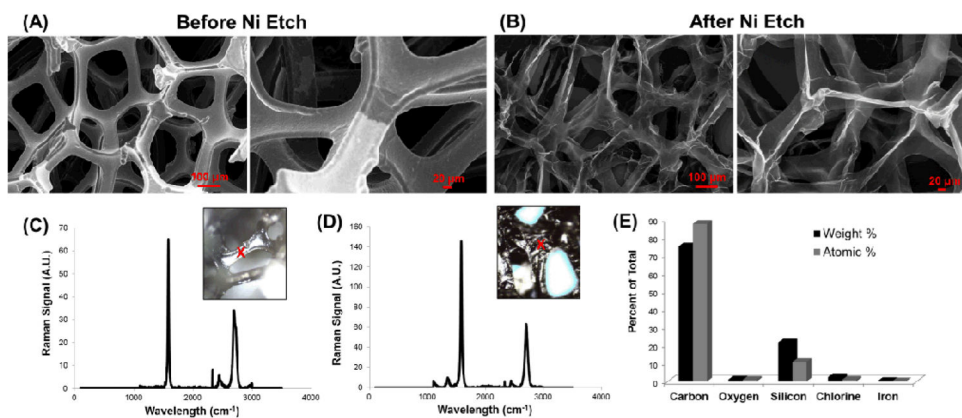 (A) Before Ni Etch
(B) After Ni Etch
100 μm
20 μm
100 μm
20 μm
(C)
Raman Signal (A.U.)
70
60
50
40
30
20
10
0
0 1000 2000 3000 4000
Wavelength (cm-1)
X
(D)
Raman Signal (A.U.)
180
160
140
120
100
80
60
40
20
0
0 1000 2000 3000 4000
Wavelength (cm-1)
X
(E)
Percent of Total
90
80
70
60
50
40
30
20
10
0
Weight %
Atomic %
Carbon Oxygen Silicon Chlorine Iron